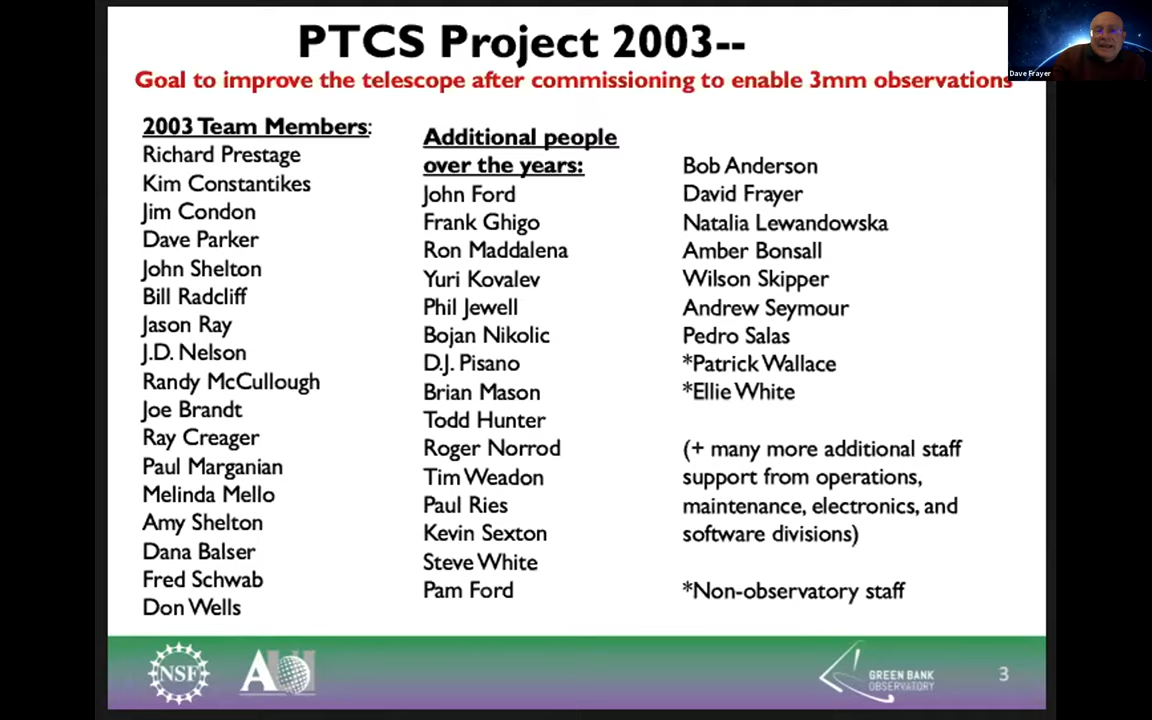 PTCS Project 2003--
Goal to improve the telescope after commissioning to enable 3mm observations
Dave Frayer
2003 Team Members:
Richard Prestage
Kim Constantikes
Jim Condon
Dave Parker
John Shelton
Bill Radcliff
Jason Ray
J.D. Nelson
Randy McCullough
Joe Brandt
Ray Creager
Paul Marganian
Melinda Mello
Amy Shelton
Dana Balser
Fred Schwab
Don Wells
Additional people
over the years:
John Ford
Frank Ghigo
Ron Maddalena
Yuri Kovalev
Phil Jewell
Bojan Nikolic
D.J. Pisano
Brian Mason
Todd Hunter
Roger Norrod
Tim Weadon
Paul Ries
Kevin Sexton
Steve White
Pam Ford
Bob Anderson
David Frayer
Natalia Lewandowska
Amber Bonsall
Wilson Skipper
Andrew Seymour
Pedro Salas
*Patrick Wallace
*Ellie White
(+ many more additional staff
support from operations,
maintenance, electronics, and
software divisions)
*Non-observatory staff
NSF
AUI
GREEN BANK
OBSERVATORY
3